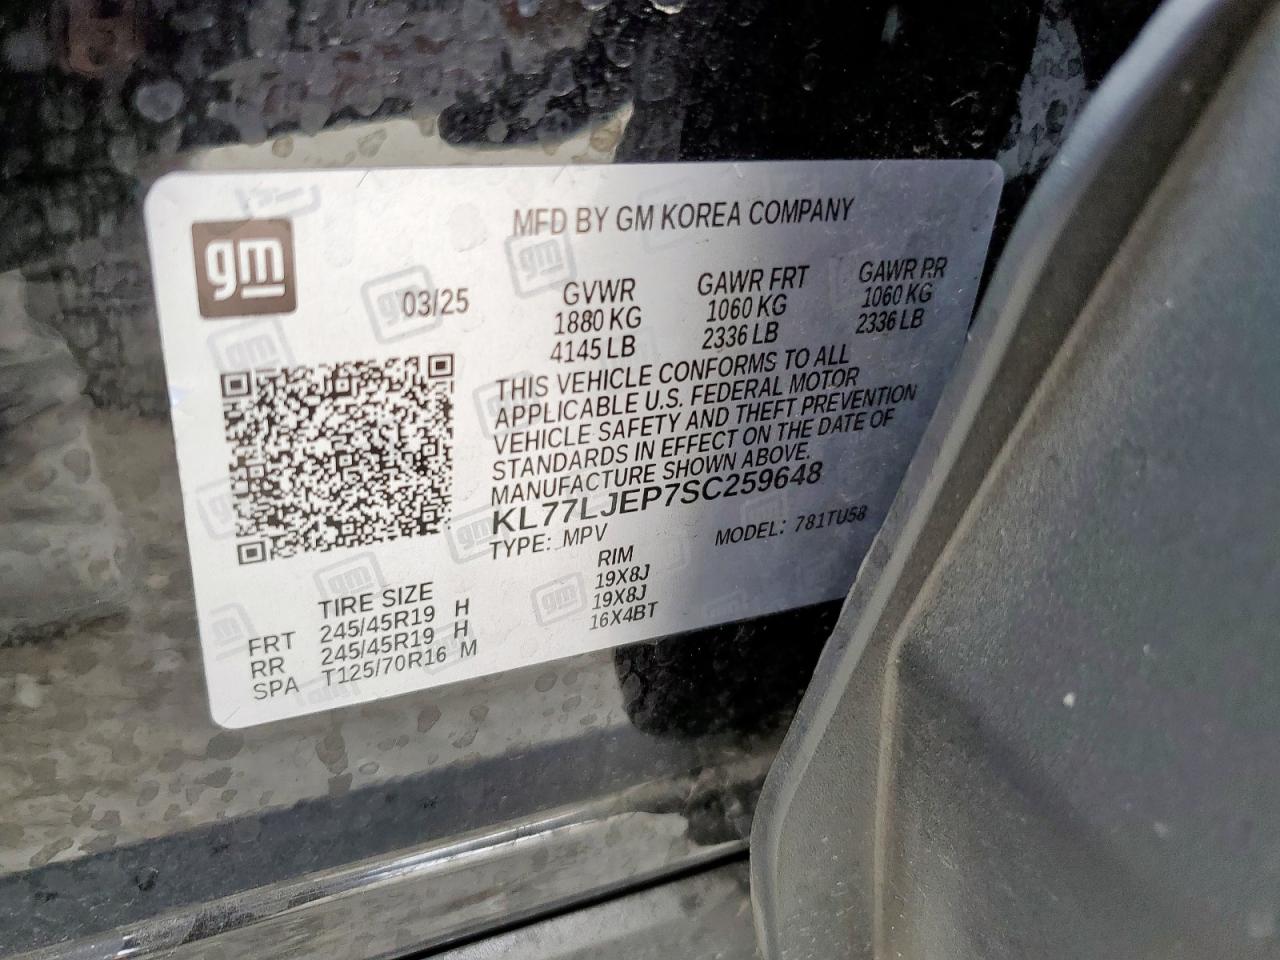 gm
MFD BY GM KOREA COMPANY
03/25
GVWR GAWR FRT GAWR RR
1880 KG 1060 KG 1060 KG
4145 LB 2336 LB 2336 LB
THIS VEHICLE CONFORMS TO ALL
APPLICABLE U.S. FEDERAL MOTOR
VEHICLE SAFETY AND THEFT PREVENTION
STANDARDS IN EFFECT ON THE DATE OF
MANUFACTURE SHOWN ABOVE.
KL77LJEP7SC259648
TYPE: MPV MODEL: 781TU58
TIRE SIZE RIM
FRT 245/45R19 H 19X8J
RR 245/45R19 H 19X8J
SPA T125/70R16 M 16X4BT